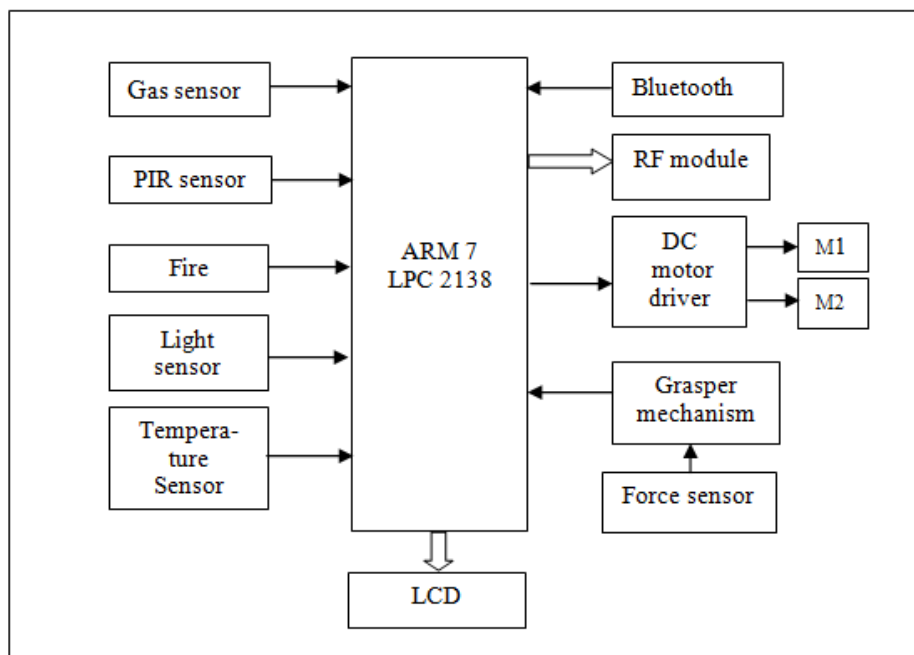 Gas sensor
PIR sensor
Fire
Light
sensor
Tempera-
ture
Sensor
ARM 7
LPC 2138
Bluetooth
RF module
DC
motor
driver
M1
M2
Grasper
mechanism
Force sensor
LCD